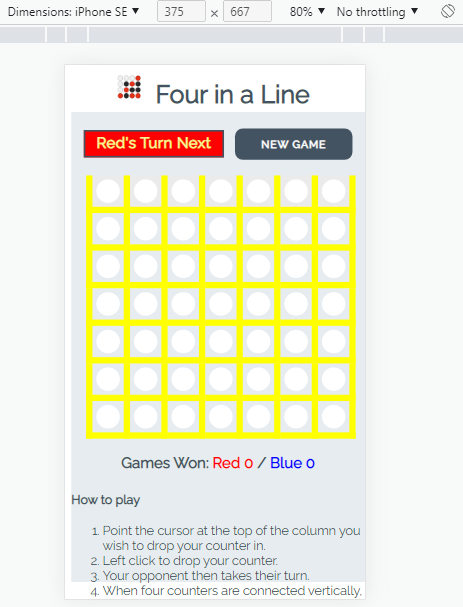 Dimensions: iPhone SE ▼ 375 × 667 80% ▼ No throttling ▼
Four in a Line
Red's Turn Next NEW GAME
Games Won: Red 0 / Blue 0
How to play
1. Point the cursor at the top of the column you
wish to drop your counter in.
2. Left click to drop your counter.
3. Your opponent then takes their turn.
4. When four counters are connected vertically,